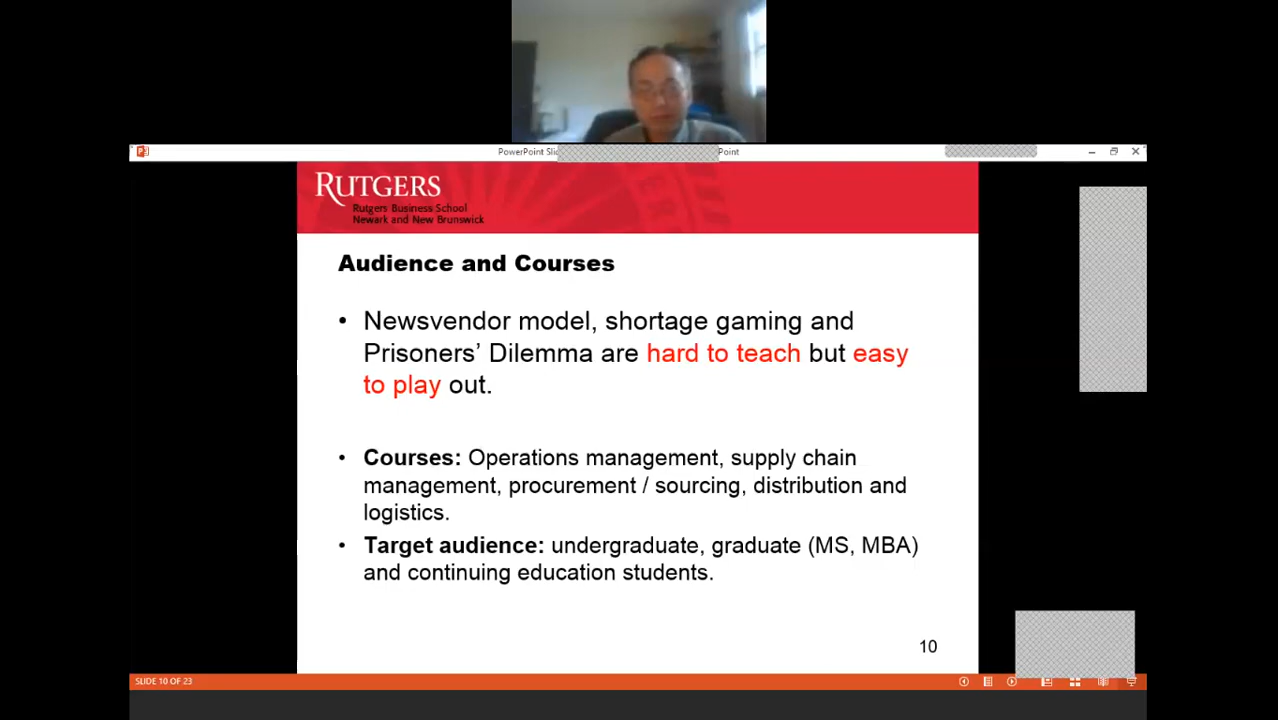 PowerPoint Slid
Point
RUTGERS
Rutgers Business School
Newark and New Brunswick
Audience and Courses
• Newsvendor model, shortage gaming and
Prisoners’ Dilemma are hard to teach but easy
to play out.
• Courses: Operations management, supply chain
management, procurement / sourcing, distribution and
logistics.
• Target audience: undergraduate, graduate (MS, MBA)
and continuing education students.
10
SLIDE 10 OF 23